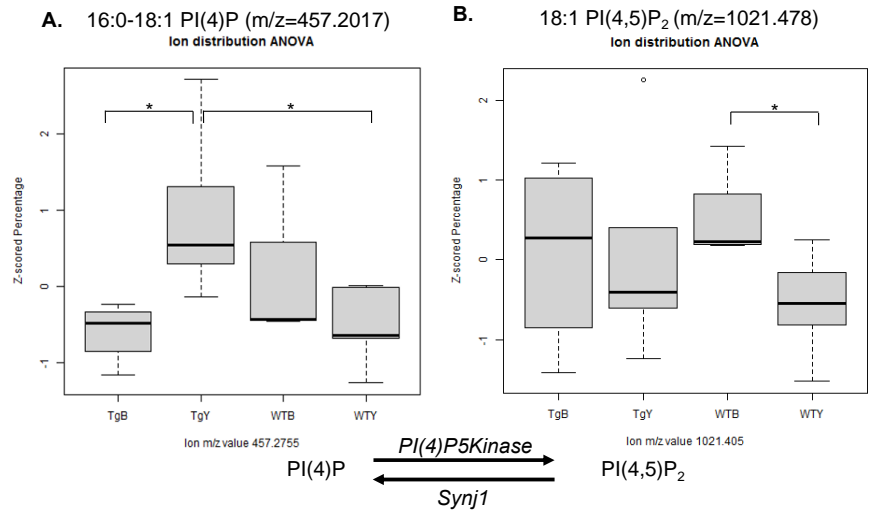 A. 16:0-18:1 PI(4)P (m/z=457.2017)
Ion distribution ANOVA
Z-scored Percentage
2
1
0
-1
*
*
TgB TgY WTB WTY
Ion m/z value 457.2755
B. 18:1 PI(4,5)P₂ (m/z=1021.478)
Ion distribution ANOVA
Z-scored Percentage
2
1
0
-1
*
TgB TgY WTB WTY
Ion m/z value 1021.405
PI(4)P5Kinase
PI(4)P PI(4,5)P₂
Synj1